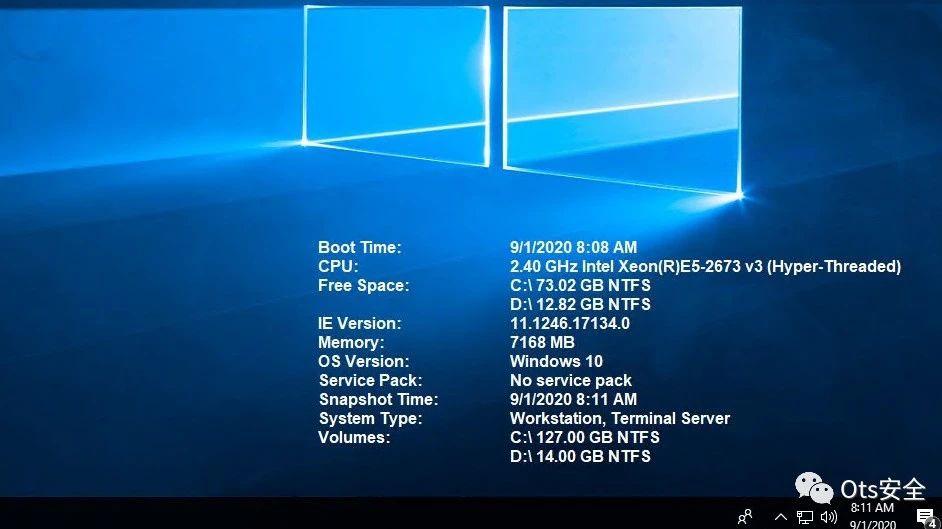 Boot Time: 9/1/2020 8:08 AM
CPU: 2.40 GHz Intel Xeon(R)E5-2673 v3 (Hyper-Threaded)
Free Space: C:\ 73.02 GB NTFS
D:\ 12.82 GB NTFS
IE Version: 11.1246.17134.0
Memory: 7168 MB
OS Version: Windows 10
Service Pack: No service pack
Snapshot Time: 9/1/2020 8:11 AM
System Type: Workstation, Terminal Server
Volumes: C:\ 127.00 GB NTFS
D:\ 14.00 GB NTFS
Ots安全
8:11 AM
9/1/2020
4